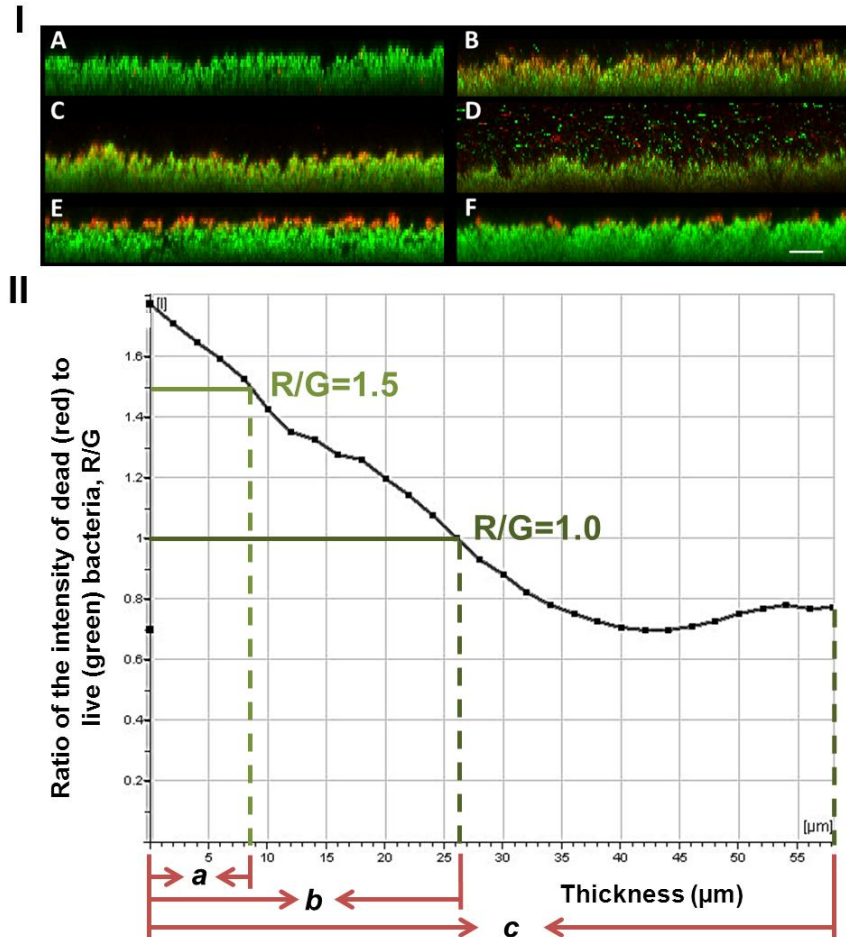 I
A
B
C
D
E
F
II
Ratio of the intensity of dead (red) to
live (green) bacteria, R/G
[I]
1.6
1.4
1.2
1
0.8
0.6
0.4
0.2
R/G=1.5
R/G=1.0
[µm]
5 10 15 20 25 30 35 40 45 50 55
Thickness (µm)
a
b
c